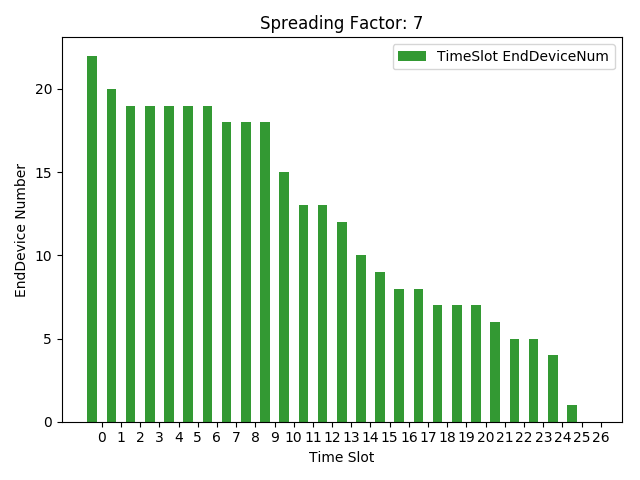 Spreading Factor: 7
TimeSlot EndDeviceNum
EndDevice Number
20
15
10
5
0
0 1 2 3 4 5 6 7 8 9 10 11 12 13 14 15 16 17 18 19 20 21 22 23 24 25 26
Time Slot